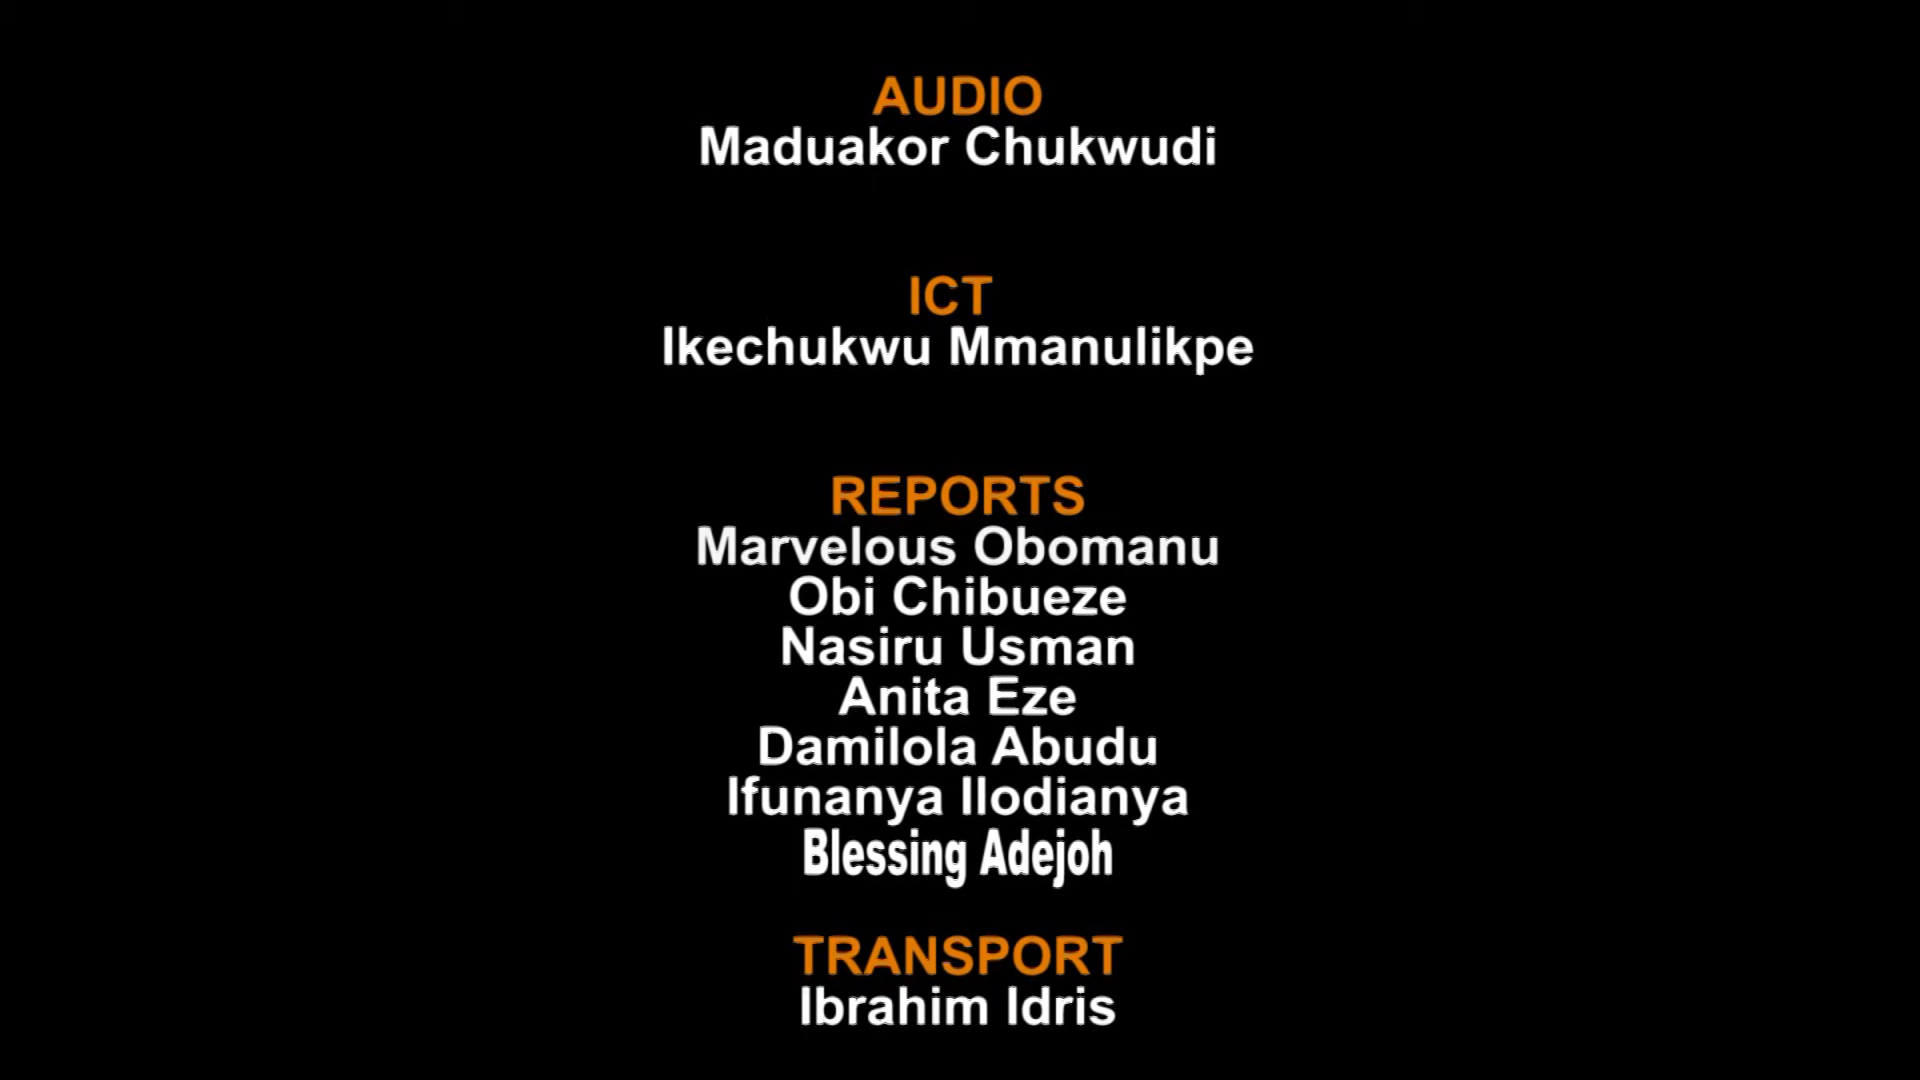 AUDIO
Maduakor Chukwudi
ICT
Ikechukwu Mmanulikpe
REPORTS
Marvelous Obomanu
Obi Chibueze
Nasiru Usman
Anita Eze
Damilola Abudu
Ifunanya Ilodianya
Blessing Adejoh
TRANSPORT
Ibrahim Idris